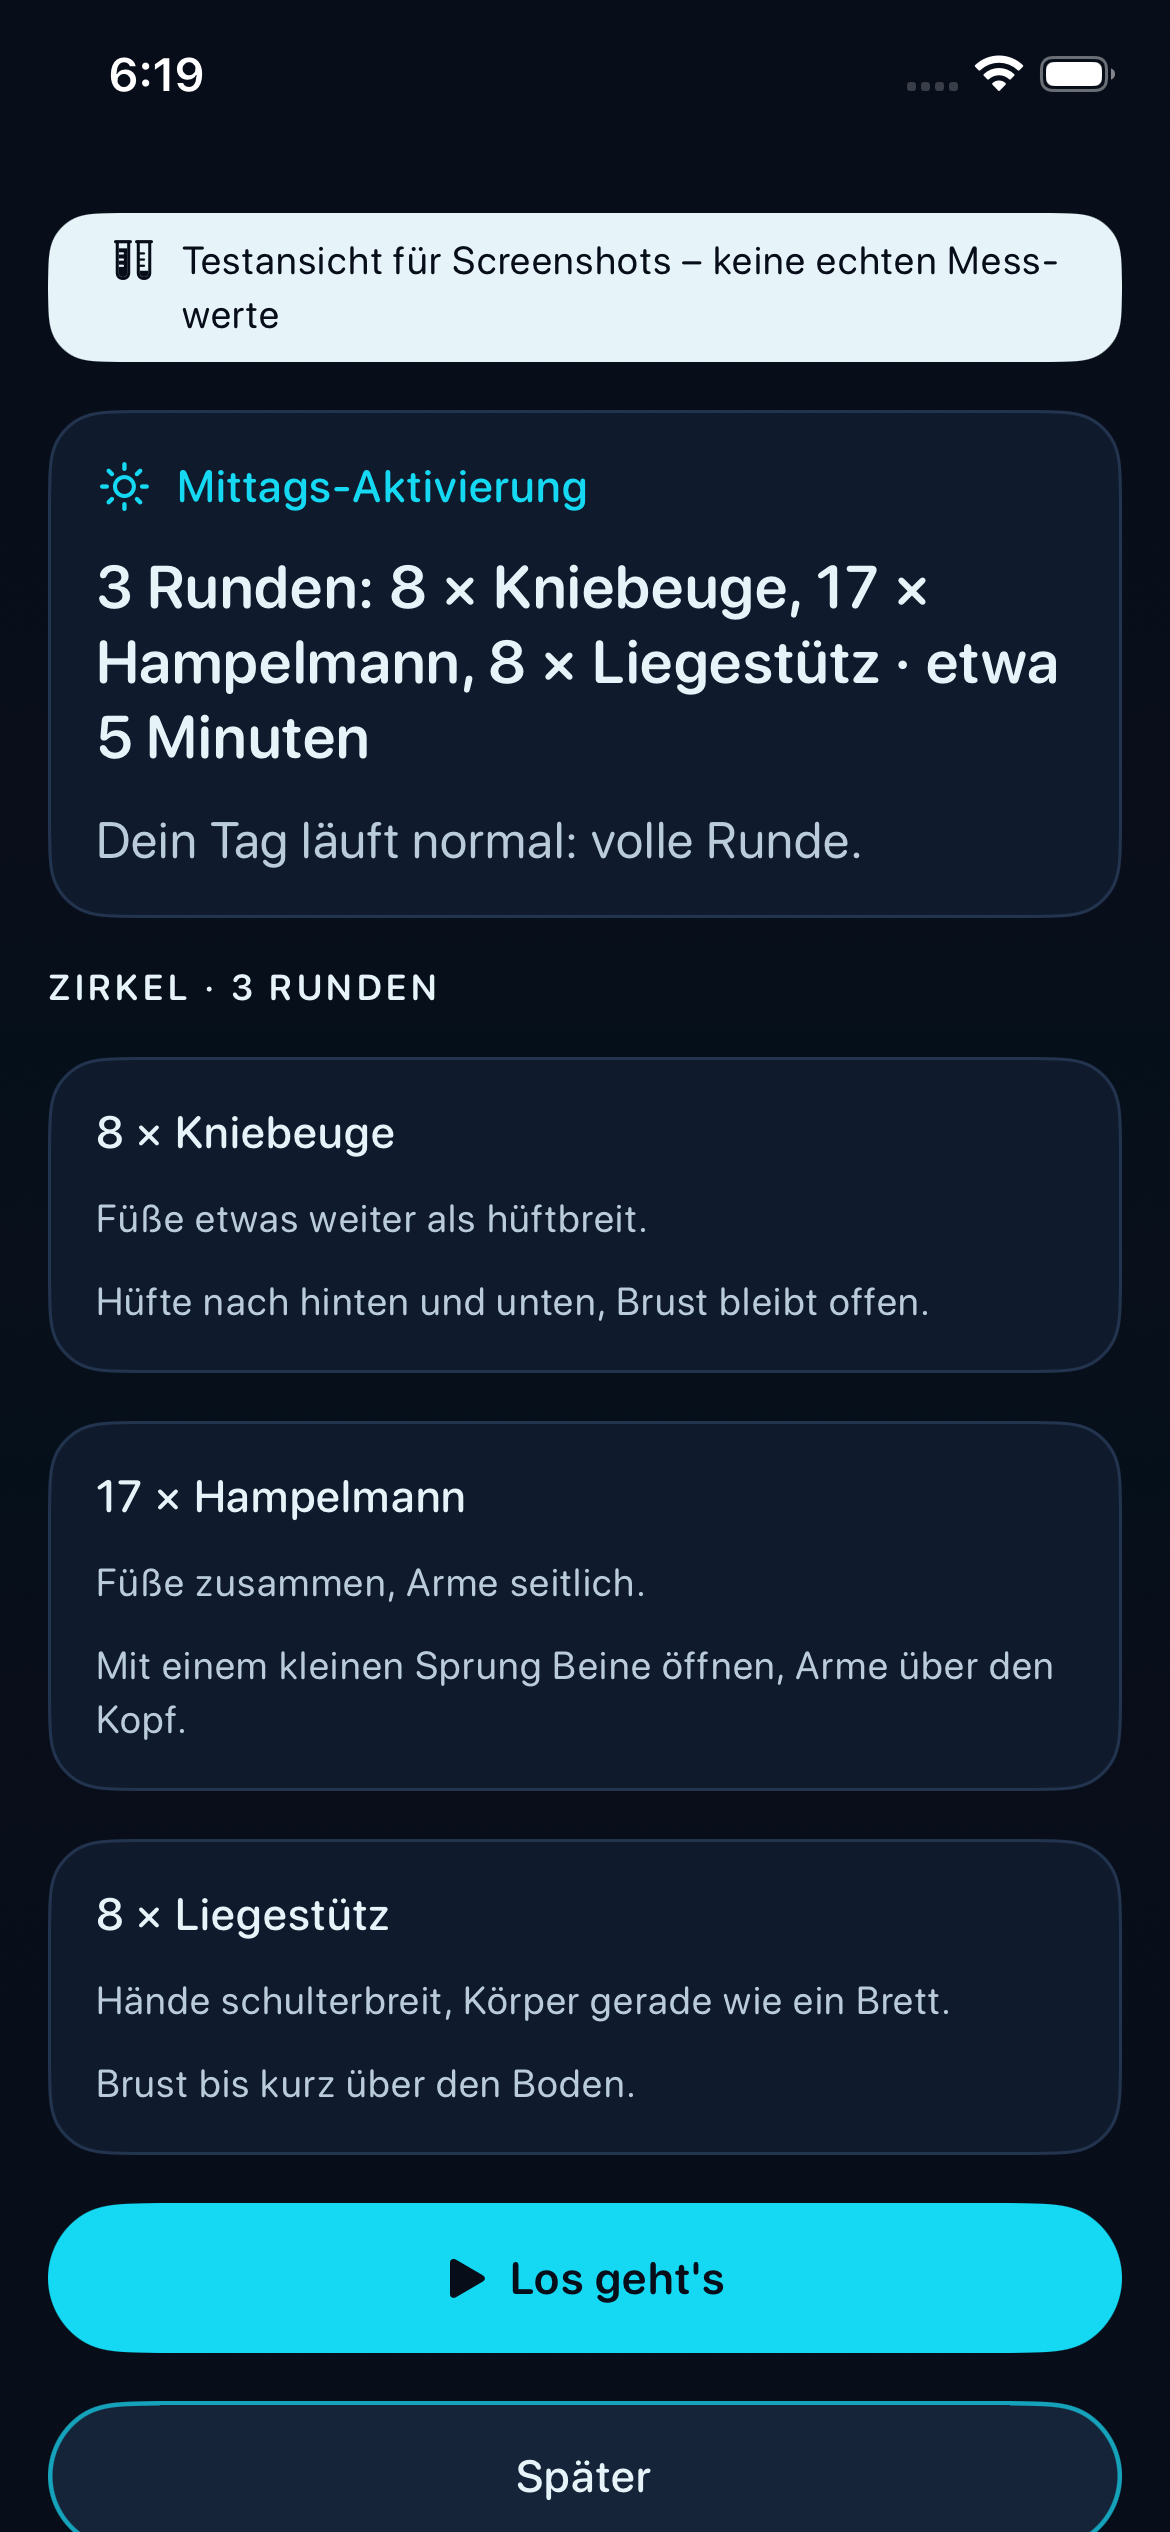 6:19
Testansicht für Screenshots – keine echten Mess-
werte
Mittags-Aktivierung
3 Runden: 8 × Kniebeuge, 17 ×
Hampelmann, 8 × Liegestütz · etwa
5 Minuten
Dein Tag läuft normal: volle Runde.
ZIRKEL · 3 RUNDEN
8 × Kniebeuge
Füße etwas weiter als hüftbreit.
Hüfte nach hinten und unten, Brust bleibt offen.
17 × Hampelmann
Füße zusammen, Arme seitlich.
Mit einem kleinen Sprung Beine öffnen, Arme über den
Kopf.
8 × Liegestütz
Hände schulterbreit, Körper gerade wie ein Brett.
Brust bis kurz über den Boden.
Los geht's
Später